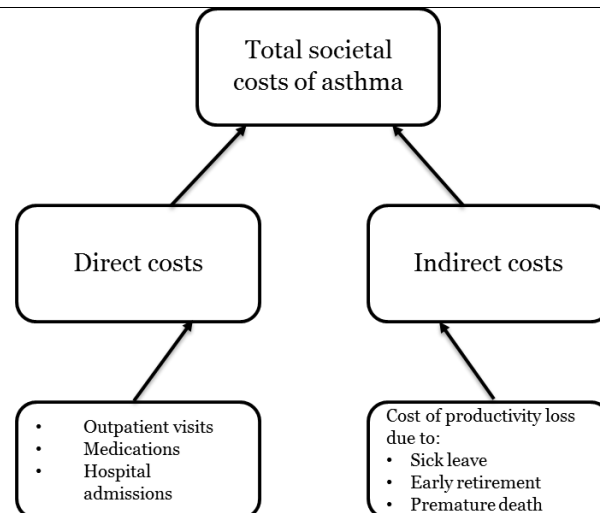 Total societal
costs of asthma
Direct costs
Indirect costs
• Outpatient visits
• Medications
• Hospital
admissions
Cost of productivity loss
due to:
• Sick leave
• Early retirement
• Premature death